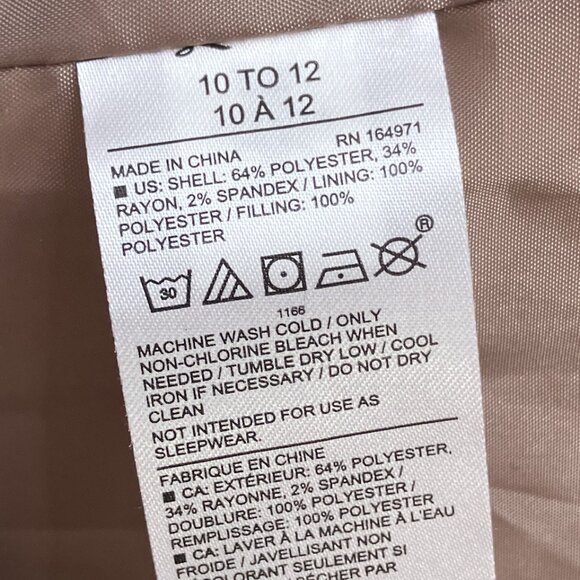 10 TO 12
10 À 12
MADE IN CHINA RN 164971
■ US: SHELL: 64% POLYESTER, 34%
RAYON, 2% SPANDEX / LINING: 100%
POLYESTER / FILLING: 100%
POLYESTER
®
30
1166
MACHINE WASH COLD / ONLY
NON-CHLORINE BLEACH WHEN
NEEDED / TUMBLE DRY LOW / COOL
IRON IF NECESSARY / DO NOT DRY
CLEAN
NOT INTENDED FOR USE AS
SLEEPWEAR.
FABRIQUE EN CHINE
■ CA: EXTÉRIEUR: 64% POLYESTER,
34% RAYONNE, 2% SPANDEX /
DOUBLURE: 100% POLYESTER /
REMPLISSAGE: 100% POLYESTER
■ CA: LAVER À LA MACHINE À L'EAU
FROIDE / JAVELLISANT NON
CHLORANT SEULEMENT SI
PAR